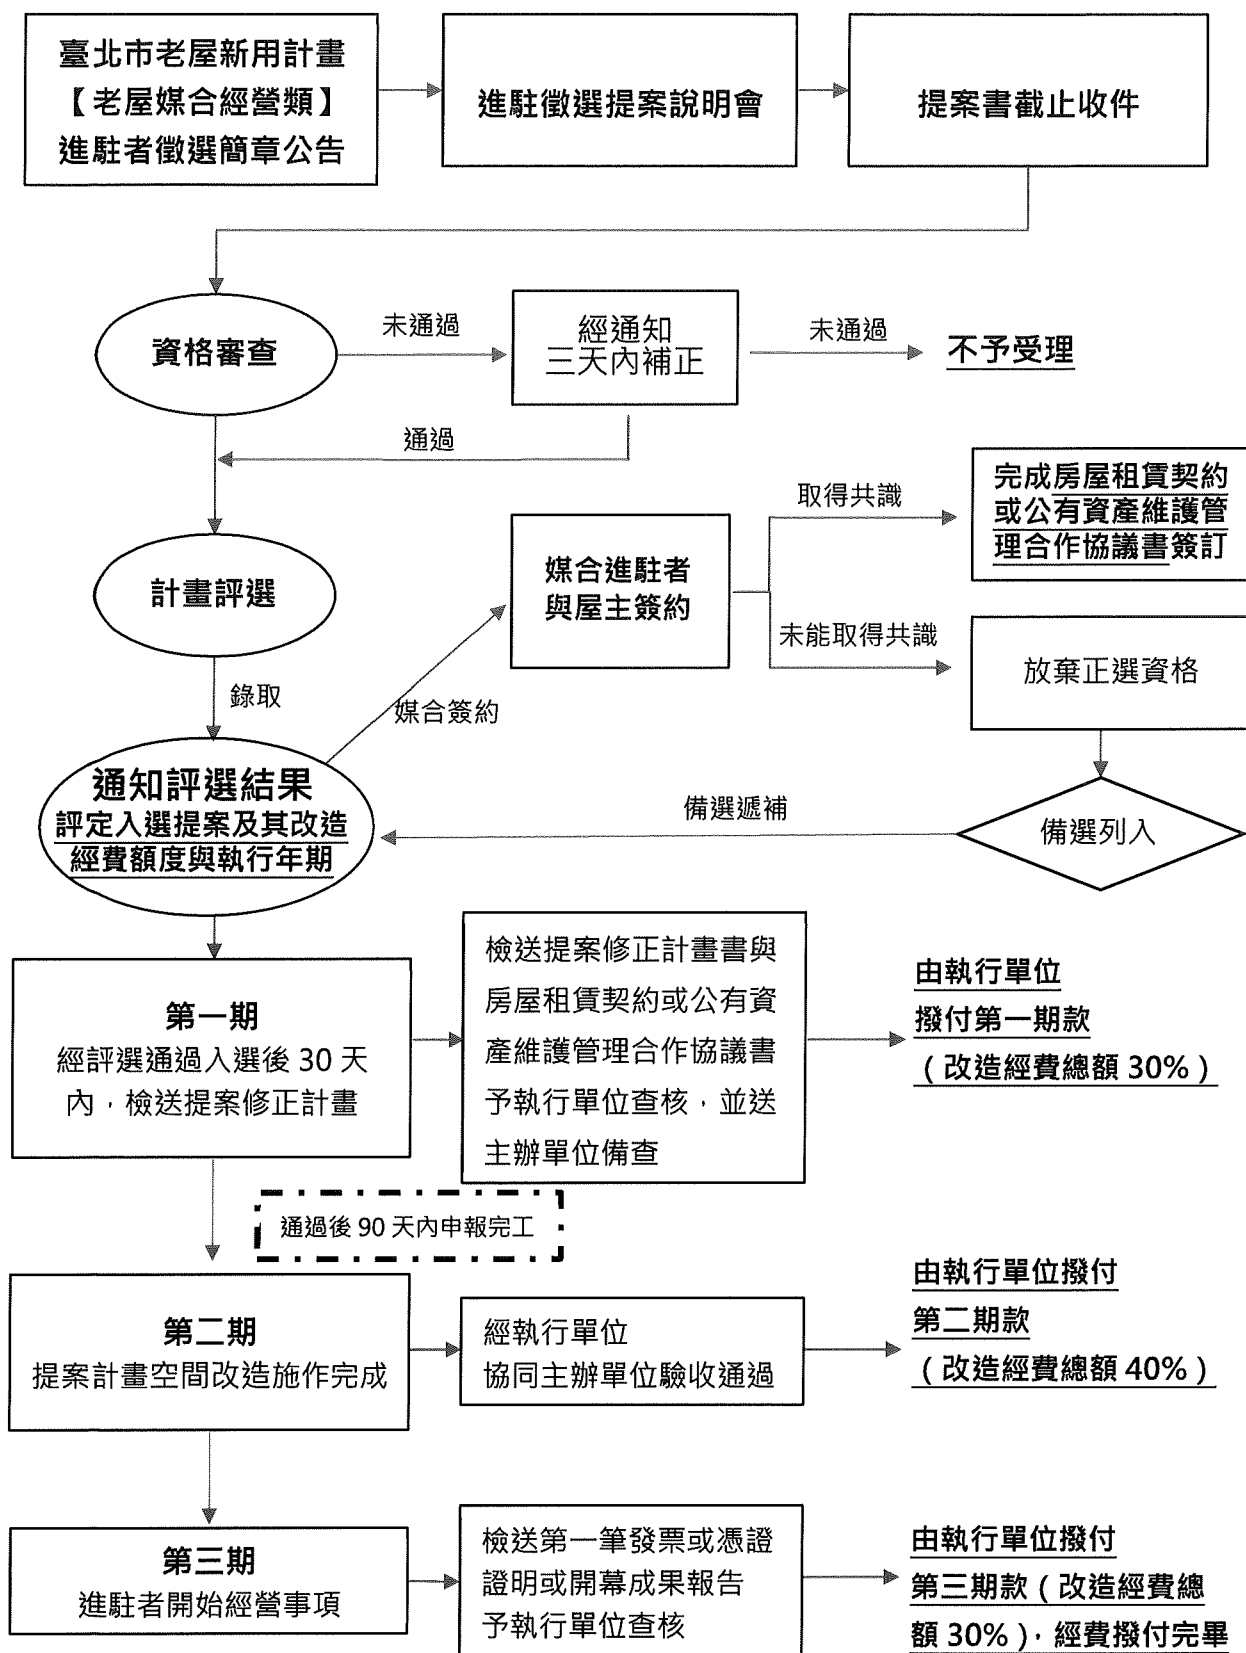 臺北市老屋新用計畫
【老屋媒合經營類】
進駐者徵選簡章公告
進駐徵選提案說明會
提案書截止收件
資格審查
未通過
經通知
三天內補正
未通過
不予受理
通過
計畫評選
錄取
媒合簽約
媒合進駐者
與屋主簽約
取得共識
完成房屋租賃契約
或公有資產維護管
理合作協議書簽訂
未能取得共識
放棄正選資格
備選列入
備選遞補
通知評選結果
評定入選提案及其改造
經費額度與執行年期
第一期
經評選通過入選後 30 天
內，檢送提案修正計畫
檢送提案修正計畫書與
房屋租賃契約或公有資
產維護管理合作協議書
予執行單位查核，並送
主辦單位備查
由執行單位
撥付第一期款
（改造經費總額 30%）
通過後 90 天內申報完工
第二期
提案計畫空間改造施作完成
經執行單位
協同主辦單位驗收通過
由執行單位撥付
第二期款
（改造經費總額 40%）
第三期
進駐者開始經營事項
檢送第一筆發票或憑證
證明或開幕成果報告
予執行單位查核
由執行單位撥付
第三期款（改造經費總
額 30%），經費撥付完畢